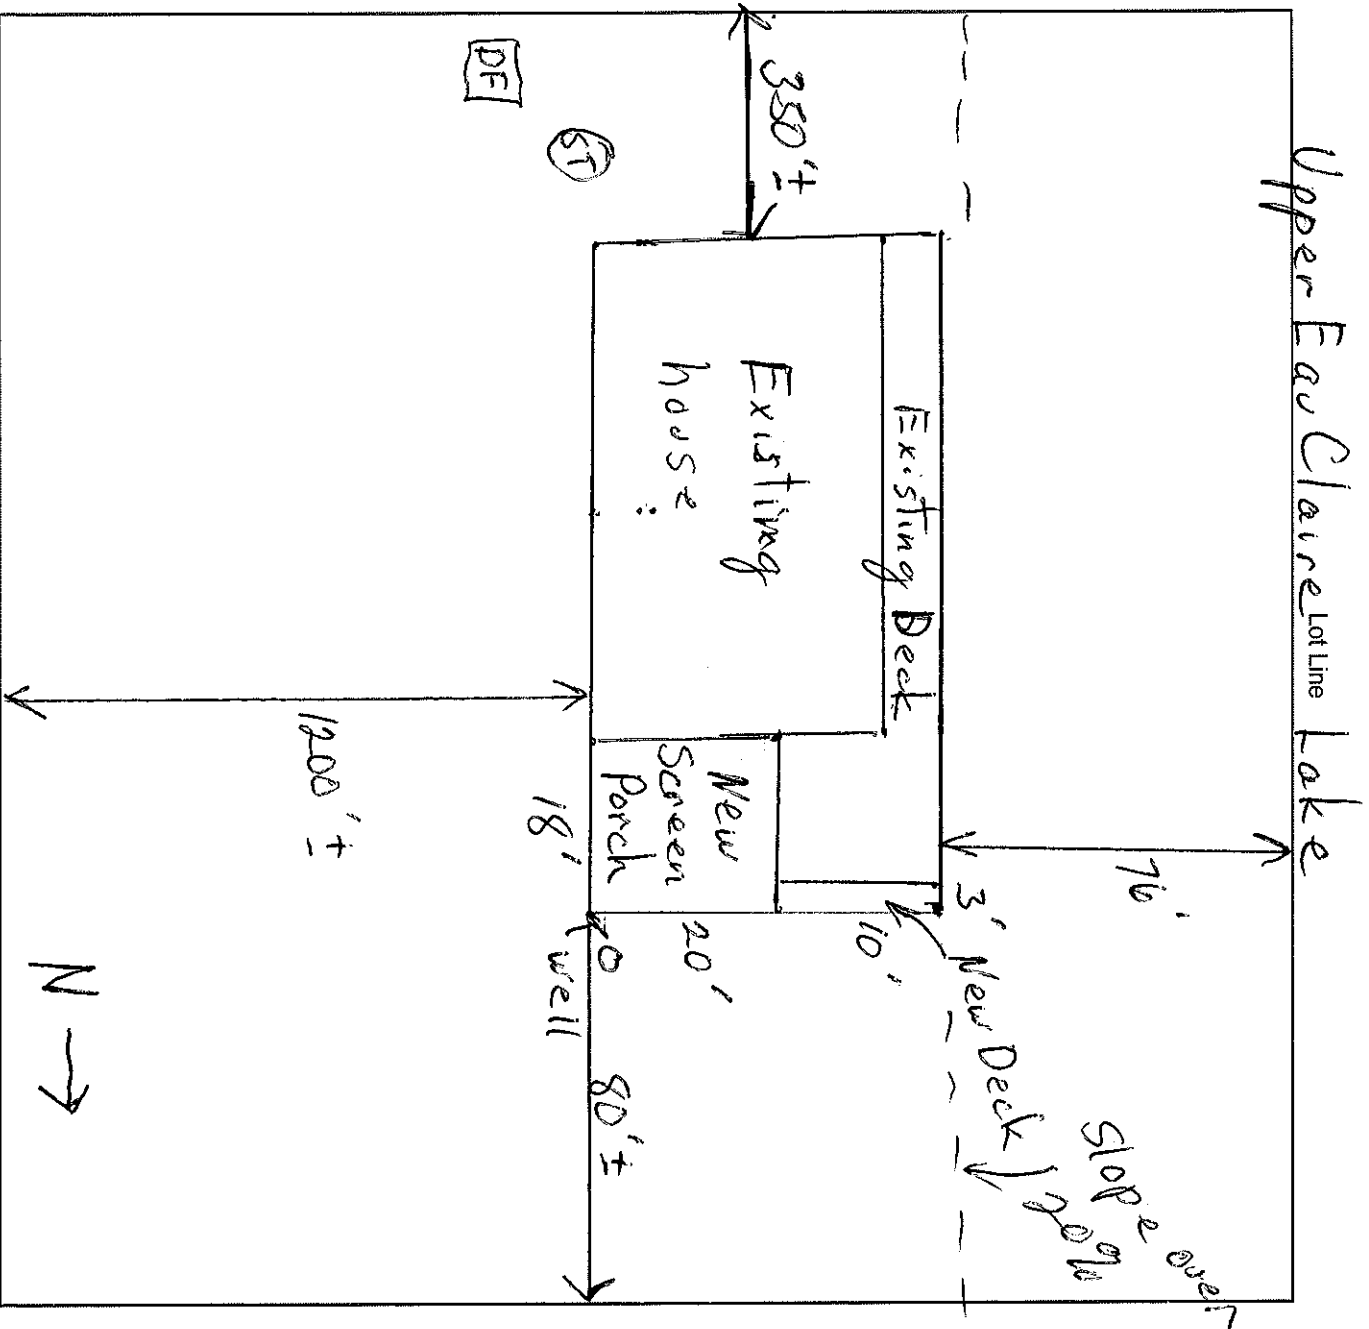 Upper Eau Claire Lake
Lot Line
76'
Slope over
20%
3'
New Deck
350'±
10'
Existing Deck
Existing
house
New
Screen
Porch
20'
DF
ST
18'
well
80'±
1200'±
N